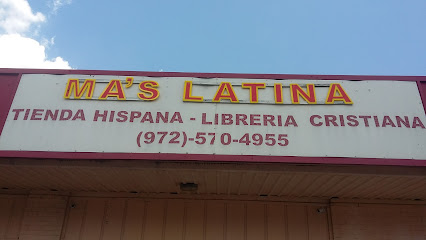 MA'S LATINA
TIENDA HISPANA - LIBRERIA CRISTIANA
(972)-570-4955